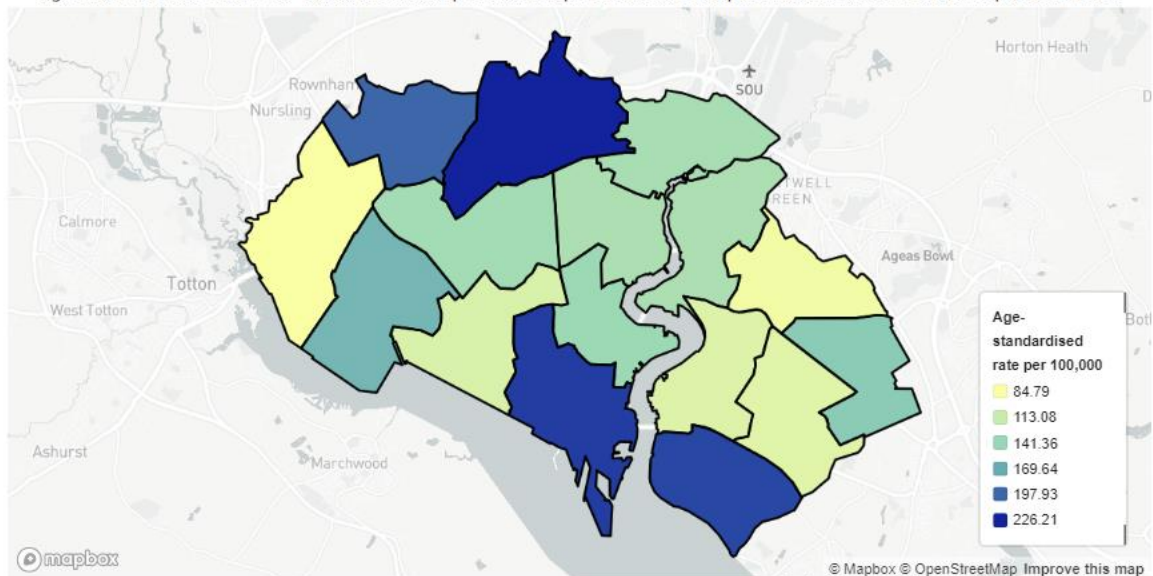 Horton Heath
Rownham
SOU
Nursling
TWELL
REEN
Calmore
Ageas Bowl
Totton
West Totton
Age-
standardised
rate per 100,000
84.79
113.08
141.36
169.64
197.93
226.21
Botl
Ashurst
Marchwood
mapbox
© Mapbox © OpenStreetMap Improve this map